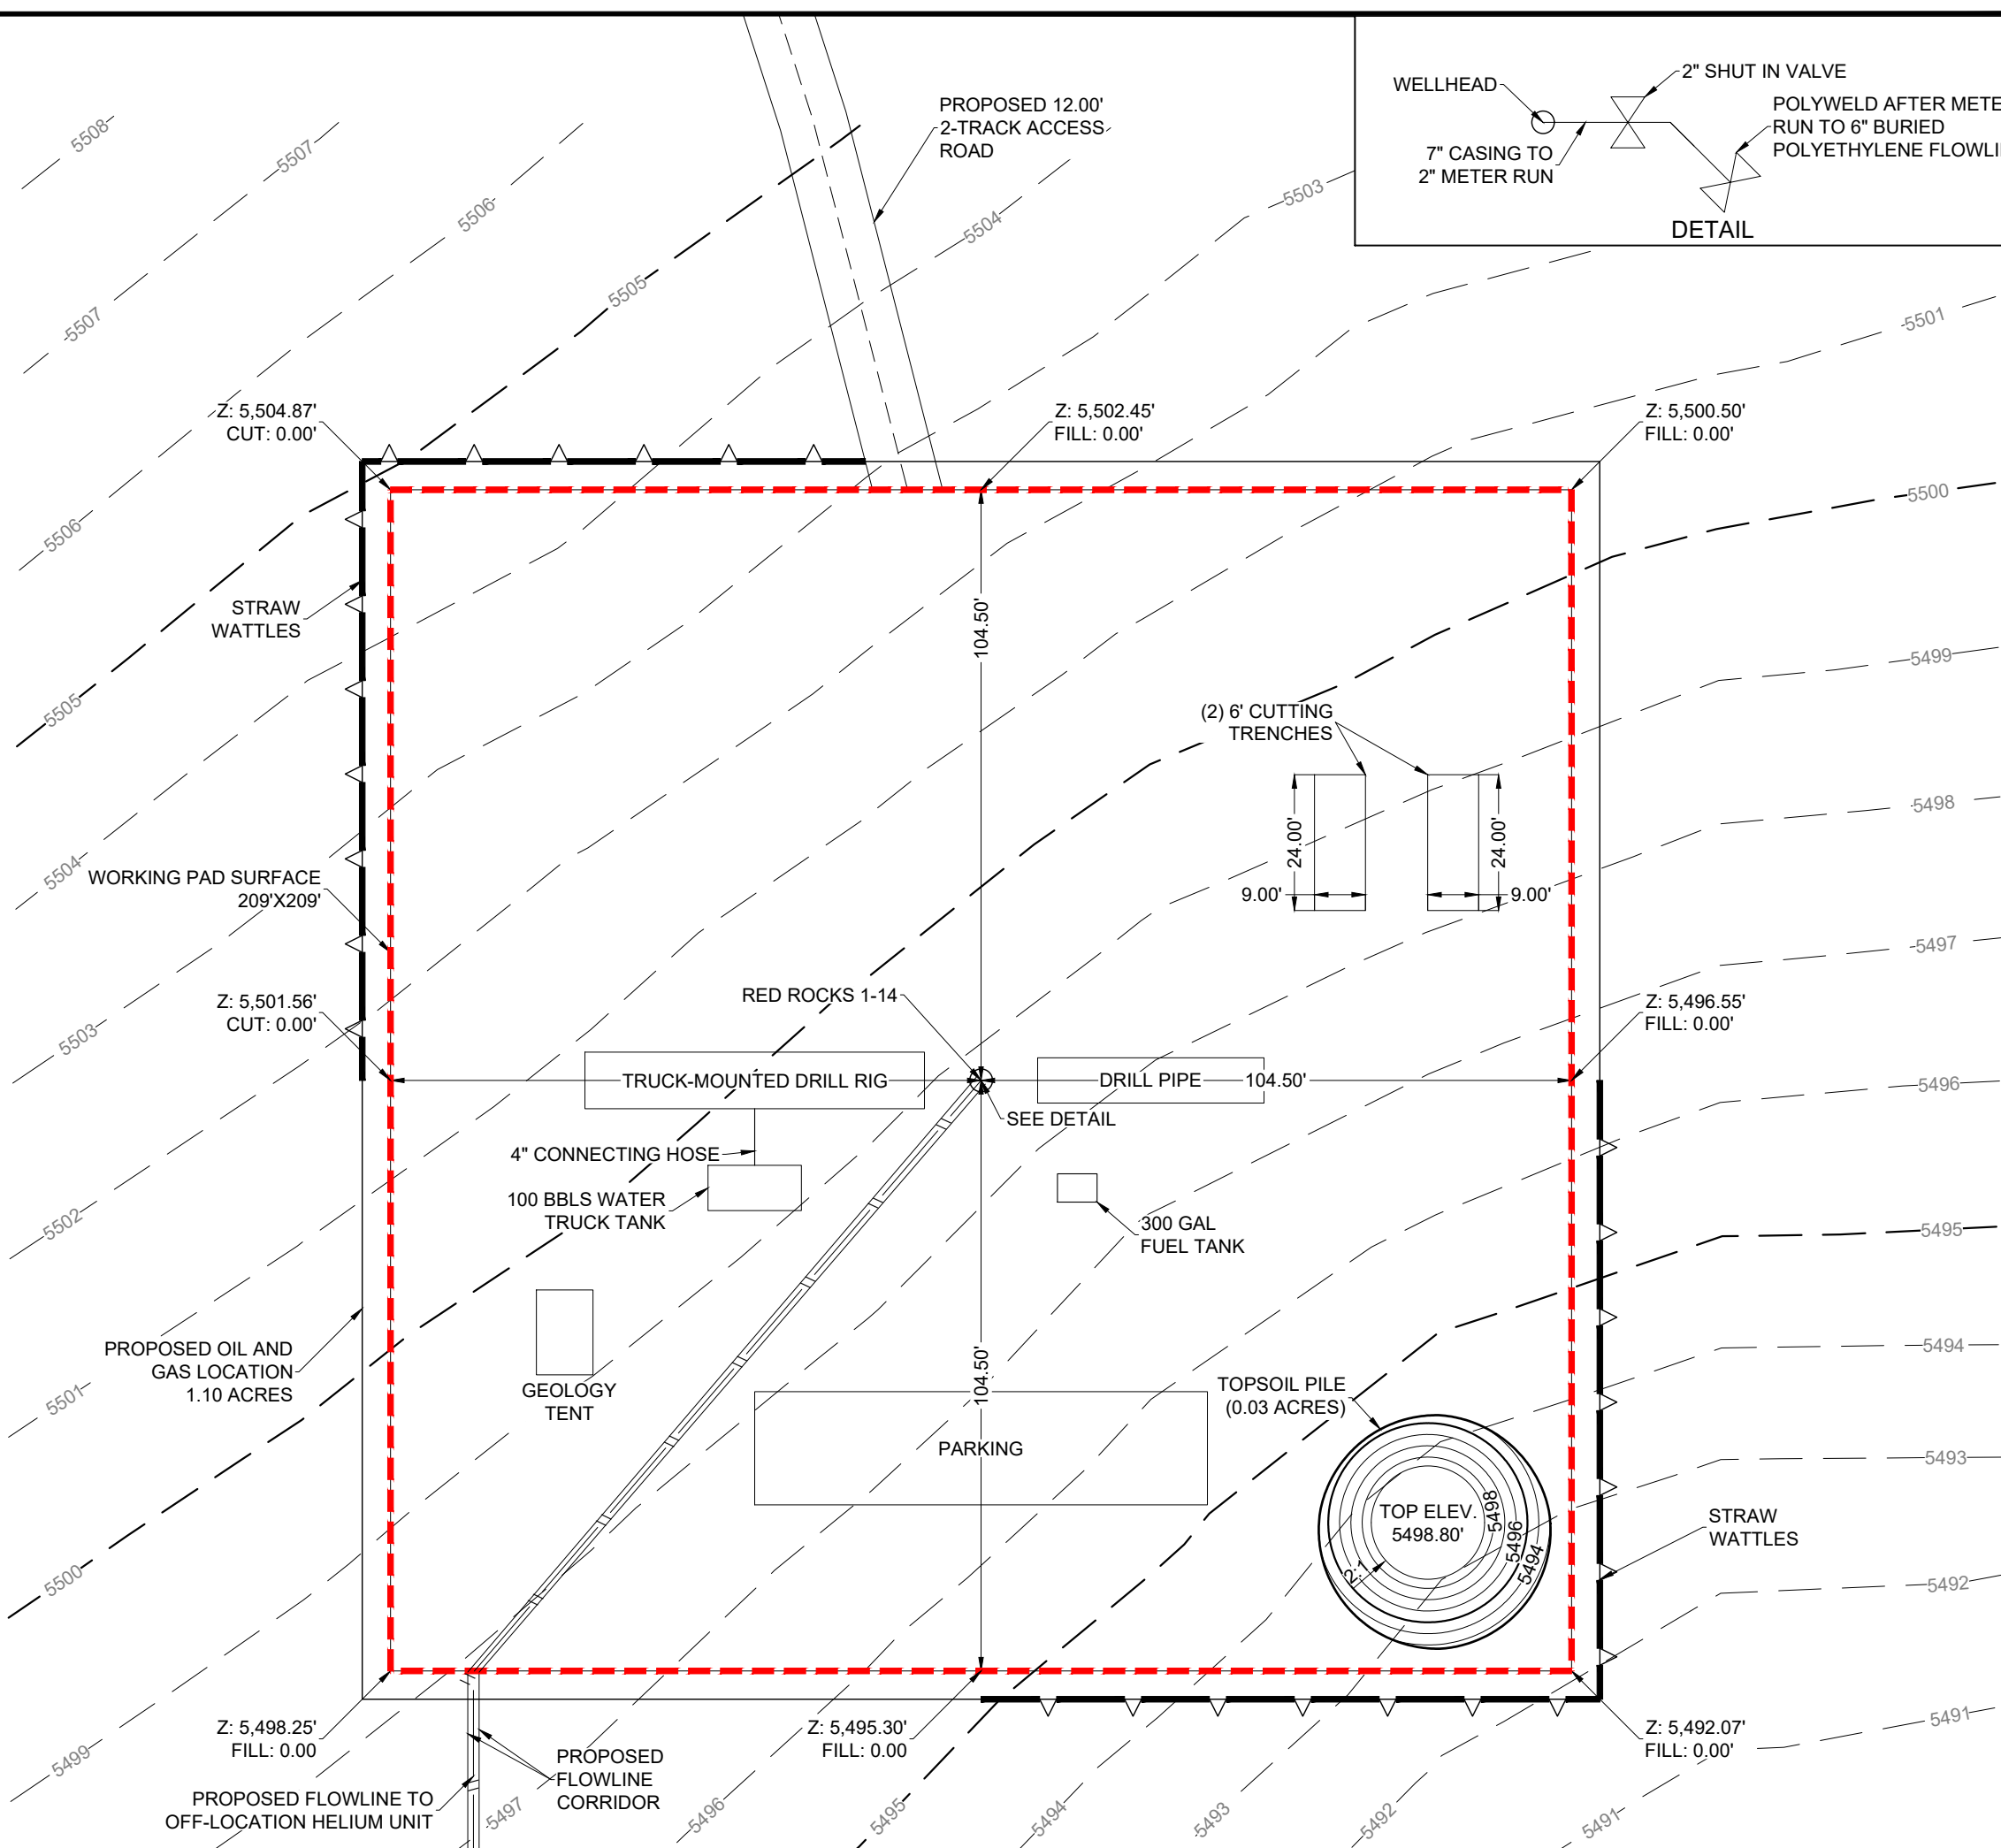 WELLHEAD
2" SHUT IN VALVE
POLYWELD AFTER
RUN TO 6" BURIED
POLYETHYLENE
7" CASING TO
2" METER RUN
DETAIL
PROPOSED 12.00'
2-TRACK ACCESS
ROAD
5508
5507
5506
5505
5504
5503
5501
5507
5506
5505
5504
5503
5502
5501
5500
5499
5500
5499
5498
5497
5496
5495
5494
5493
5492
5491
Z: 5,504.87'
CUT: 0.00'
Z: 5,502.45'
FILL: 0.00'
Z: 5,500.50'
FILL: 0.00'
STRAW
WATTLES
104.50'
(2) 6' CUTTING
TRENCHES
24.00'
24.00'
9.00'
9.00'
WORKING PAD SURFACE
209'X209'
Z: 5,501.56'
CUT: 0.00'
RED ROCKS 1-14
Z: 5,496.55'
FILL: 0.00'
TRUCK-MOUNTED DRILL RIG
DRILL PIPE
104.50'
SEE DETAIL
4" CONNECTING HOSE
100 BBLS WATER
TRUCK TANK
300 GAL
FUEL TANK
PROPOSED OIL AND
GAS LOCATION
1.10 ACRES
GEOLOGY
TENT
104.50'
PARKING
TOPSOIL PILE
(0.03 ACRES)
TOP ELEV.
5498.80'
5498
5496
5494
2:1
STRAW
WATTLES
Z: 5,498.25'
FILL: 0.00
Z: 5,495.30'
FILL: 0.00
Z: 5,492.07'
FILL: 0.00'
PROPOSED
FLOWLINE
CORRIDOR
PROPOSED FLOWLINE TO
OFF-LOCATION HELIUM UNIT
5497
5496
5495
5494
5493
5492
5491